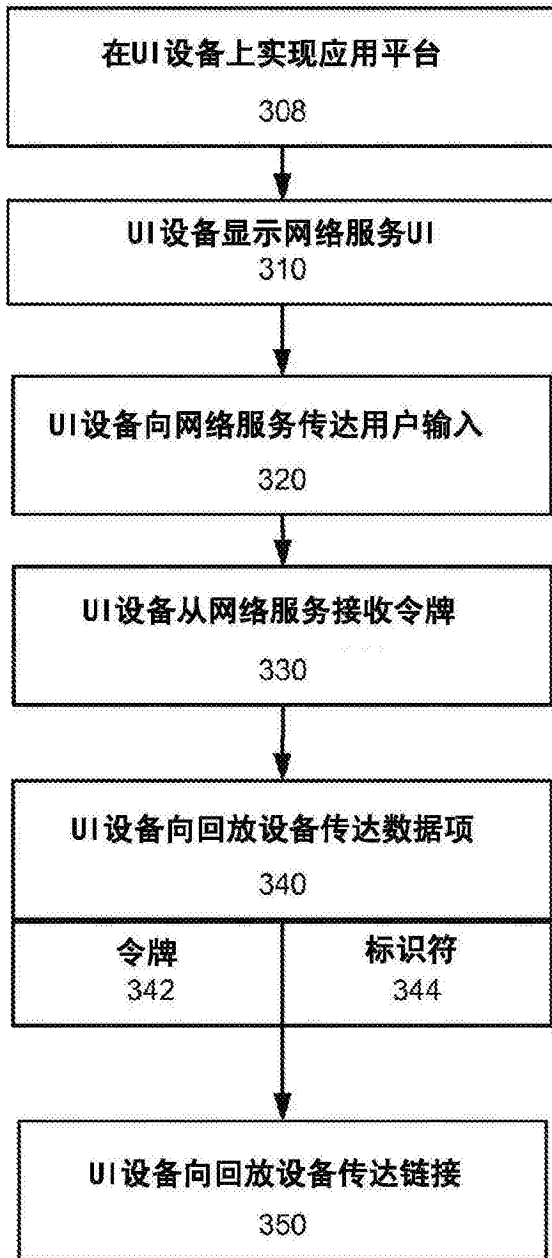 在UI设备上实现应用平台
308
UI设备显示网络服务UI
310
UI设备向网络服务传达用户输入
320
UI设备从网络服务接收令牌
330
UI设备向回放设备传达数据项
340
令牌
342
标识符
344
UI设备向回放设备传达链接
350